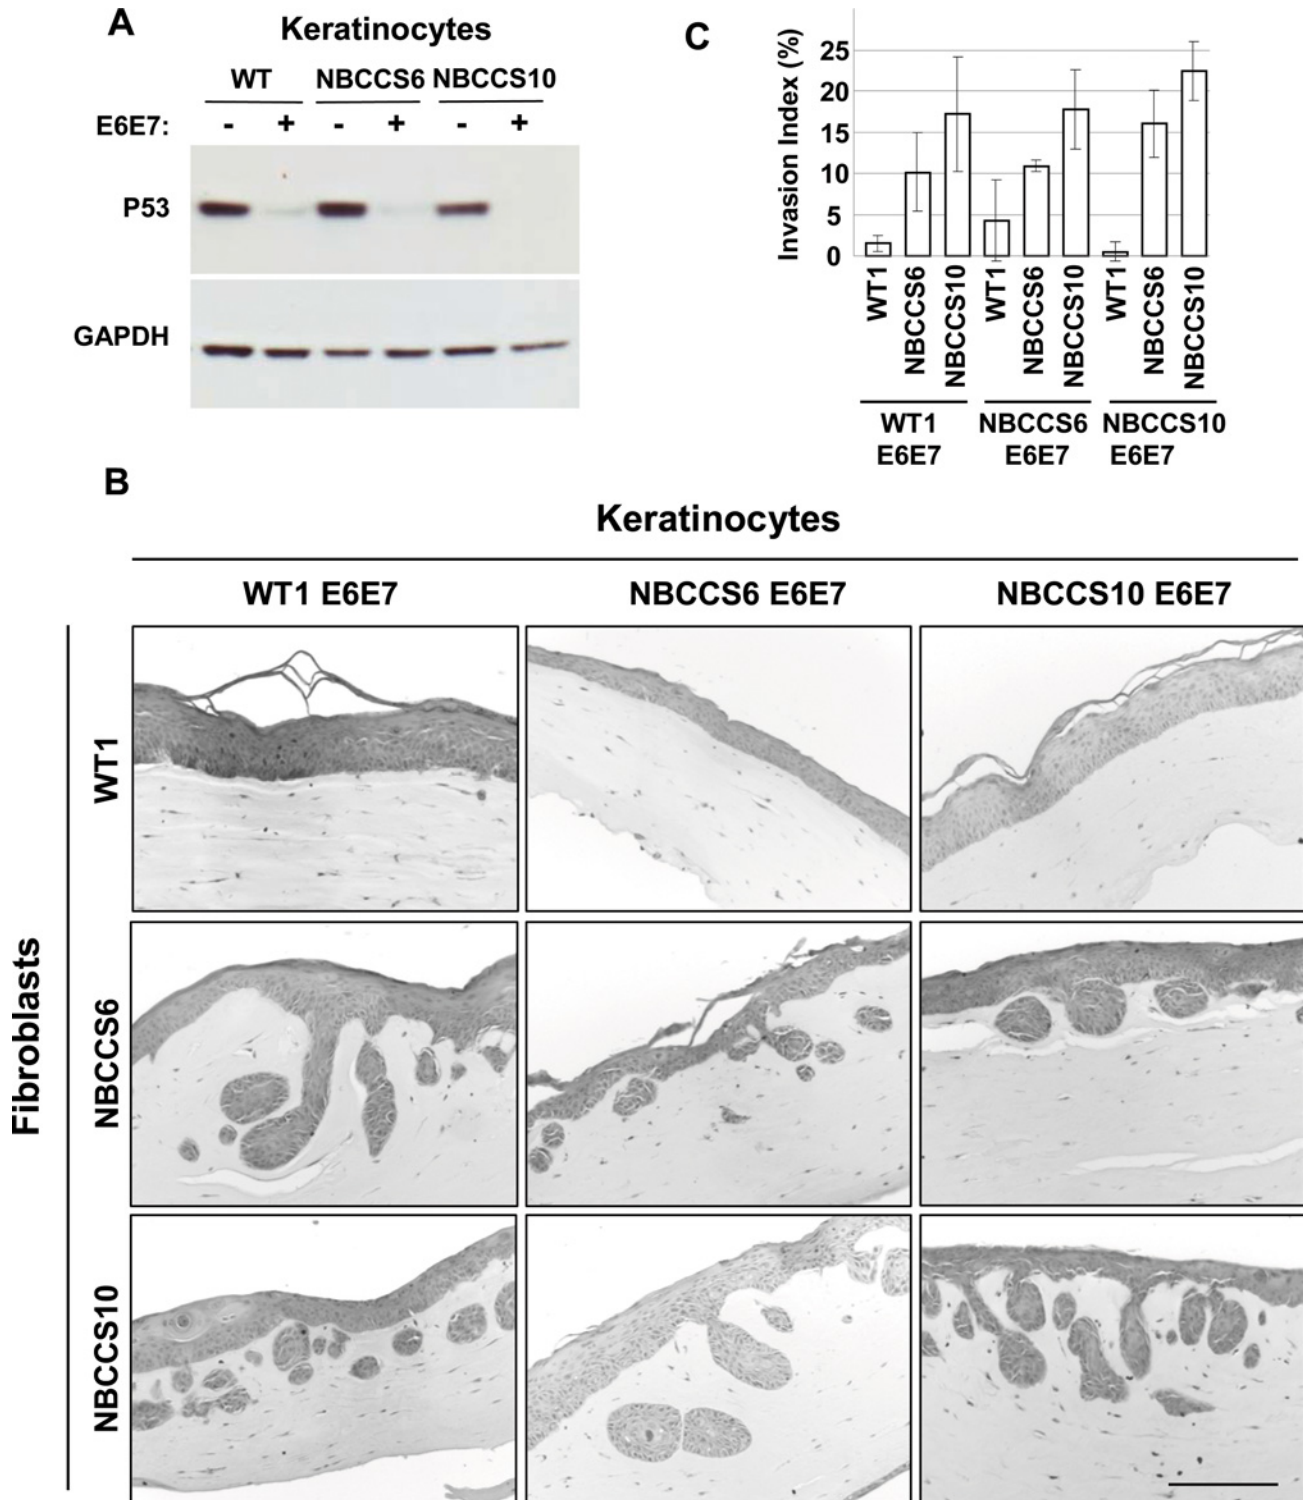 A
Keratinocytes
WT NBCCS6 NBCCS10
E6E7: - + - + - +
P53
GAPDH
C
Invasion Index (%)
25
20
15
10
5
0
WT1
NBCCS6
NBCCS10
WT1
NBCCS6
NBCCS10
WT1
NBCCS6
NBCCS10
WT1 NBCCS6 NBCCS10
E6E7 E6E7 E6E7
B
Keratinocytes
WT1 E6E7 NBCCS6 E6E7 NBCCS10 E6E7
Fibroblasts
WT1
NBCCS6
NBCCS10